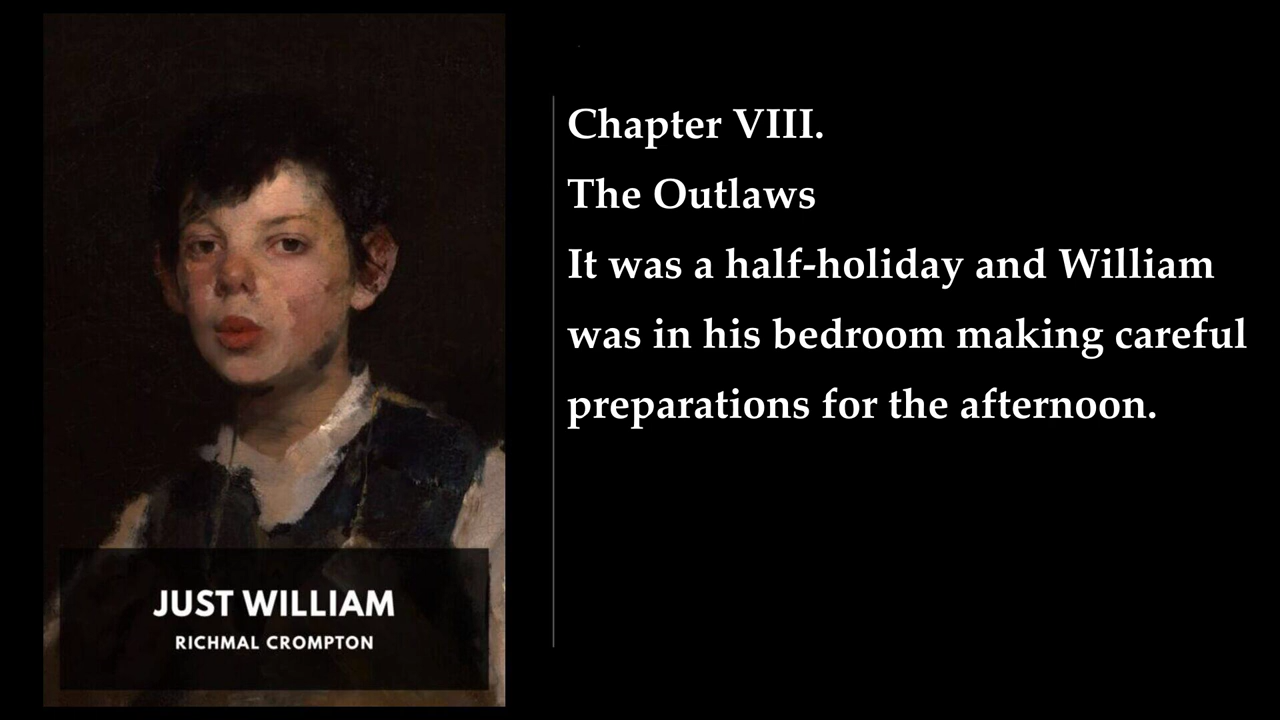 JUST WILLIAM
RICHMAL CROMPTON
Chapter VIII.
The Outlaws
It was a half-holiday and William
was in his bedroom making careful
preparations for the afternoon.